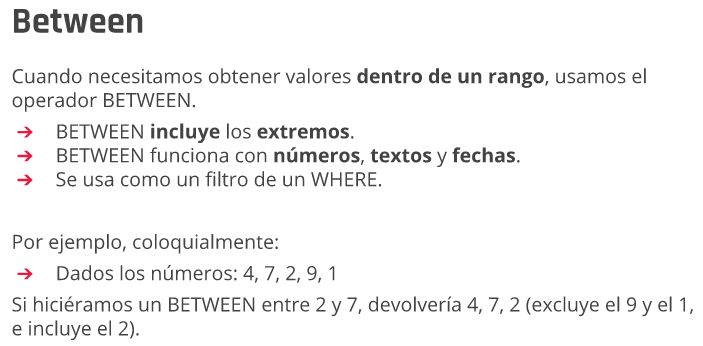 Between
Cuando necesitamos obtener valores dentro de un rango, usamos el
operador BETWEEN.
➔ BETWEEN incluye los extremos.
➔ BETWEEN funciona con números, textos y fechas.
➔ Se usa como un filtro de un WHERE.
Por ejemplo, coloquialmente:
➔ Dados los números: 4, 7, 2, 9, 1
Si hiciéramos un BETWEEN entre 2 y 7, devolvería 4, 7, 2 (excluye el 9 y el 1,
e incluye el 2).